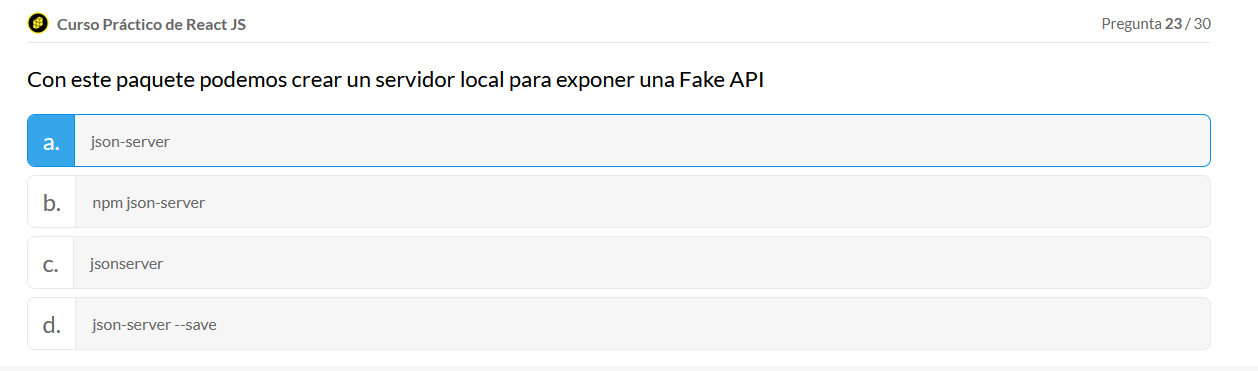 Curso Práctico de React JS
Pregunta 23 / 30
Con este paquete podemos crear un servidor local para exponer una Fake API
a. json-server
b. npm json-server
c. jsonserver
d. json-server --save